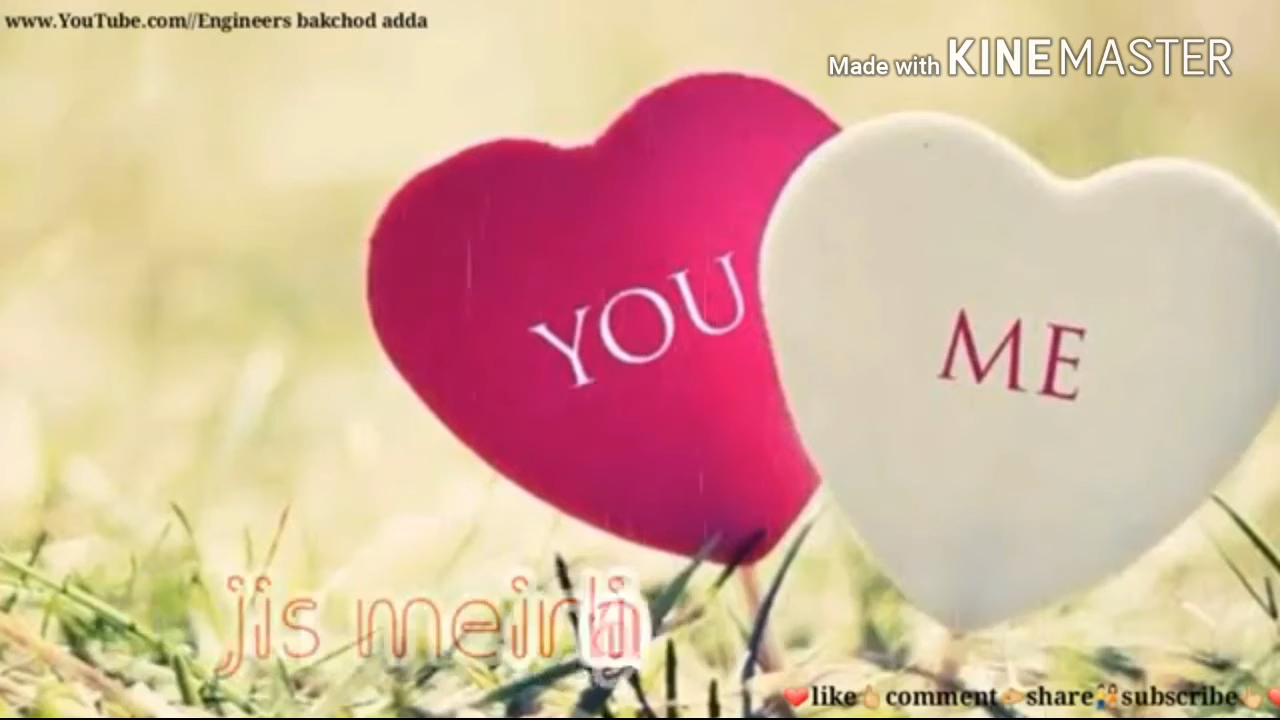 www.YouTube.com//Engineers bakchod adda
Made with KINEMASTER
YOU
ME
jis mein
❤like👍comment👉share👫subscribe👆